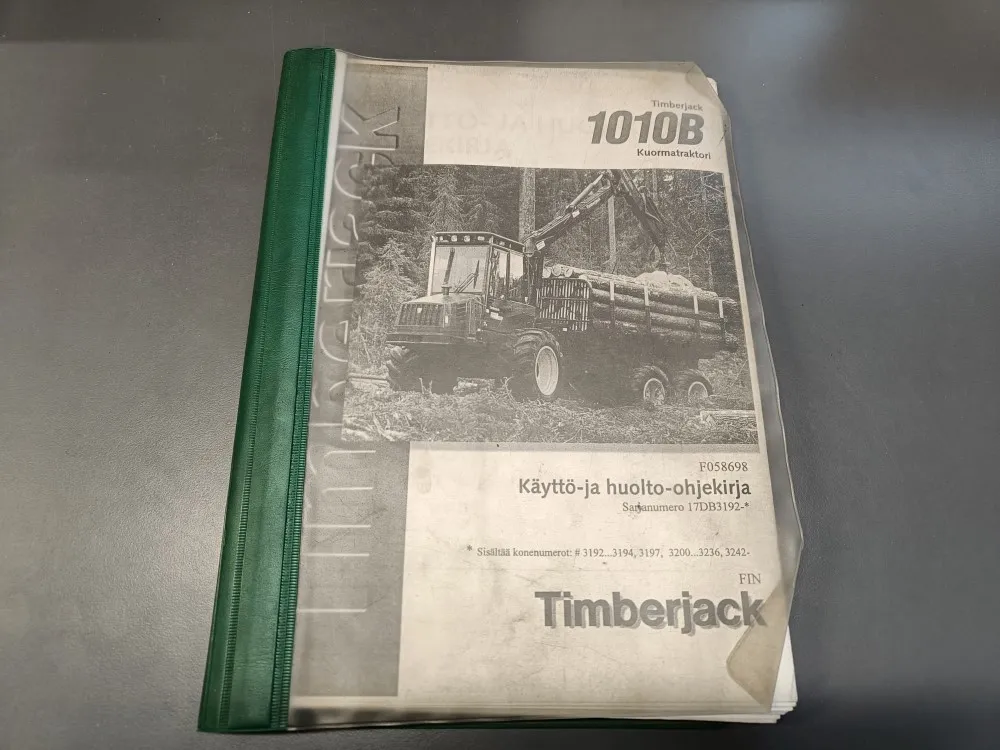 Timberjack
1010B
Kuormatraktori
Timberjack
F058698
Käyttö-ja huolto-ohjekirja
Sarjanumero 17DB3192-*
* Sisältää konenumerot: # 3192...3194, 3197, 3200...3236, 3242-
FIN
Timberjack